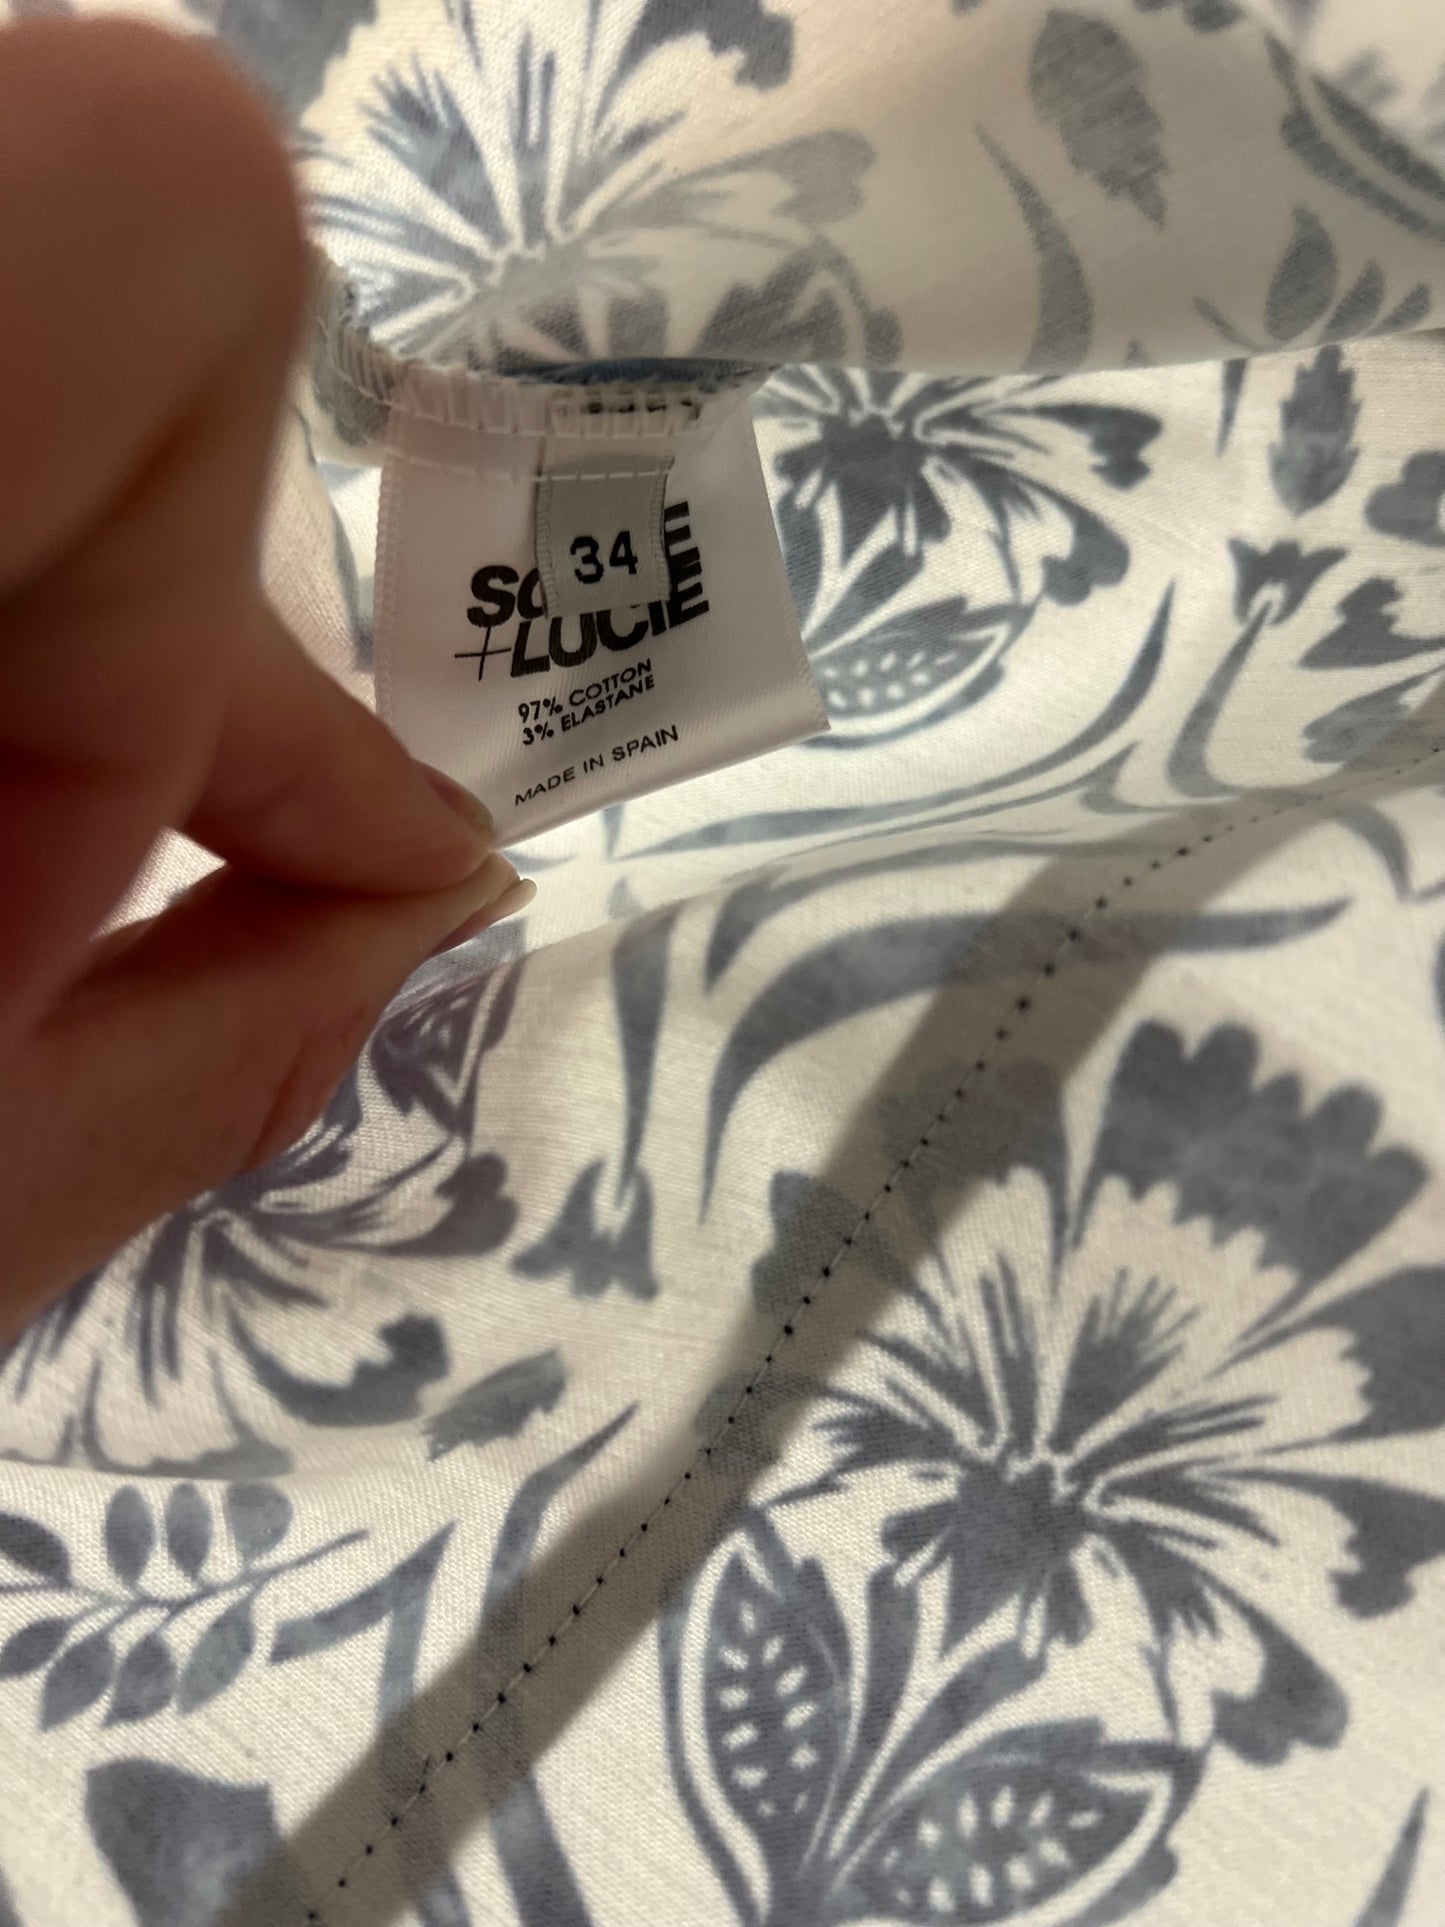 34
+LUCIE
97% COTTON
3% ELASTANE
MADE IN SPAIN